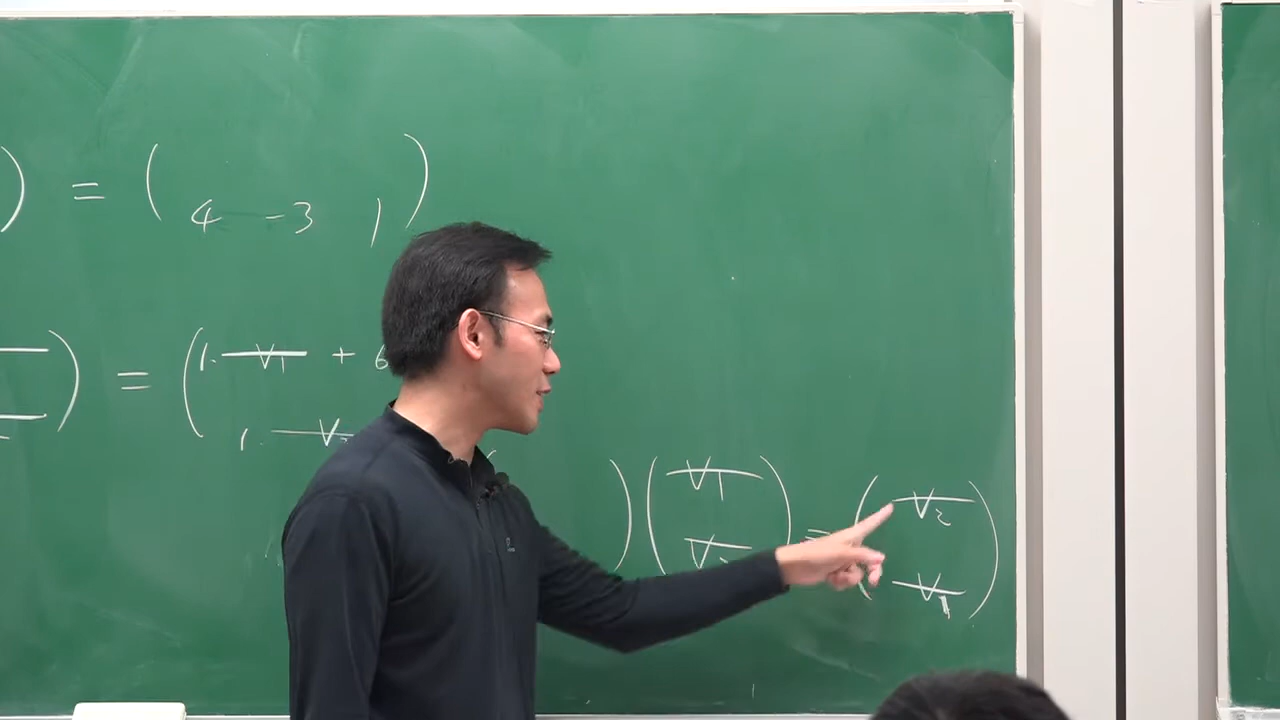 ) = ( 4 -3 1 )
) = ( 1. V1 + 6
1. V2
( ) ( V1 ) = ( V2 )
V2 V1